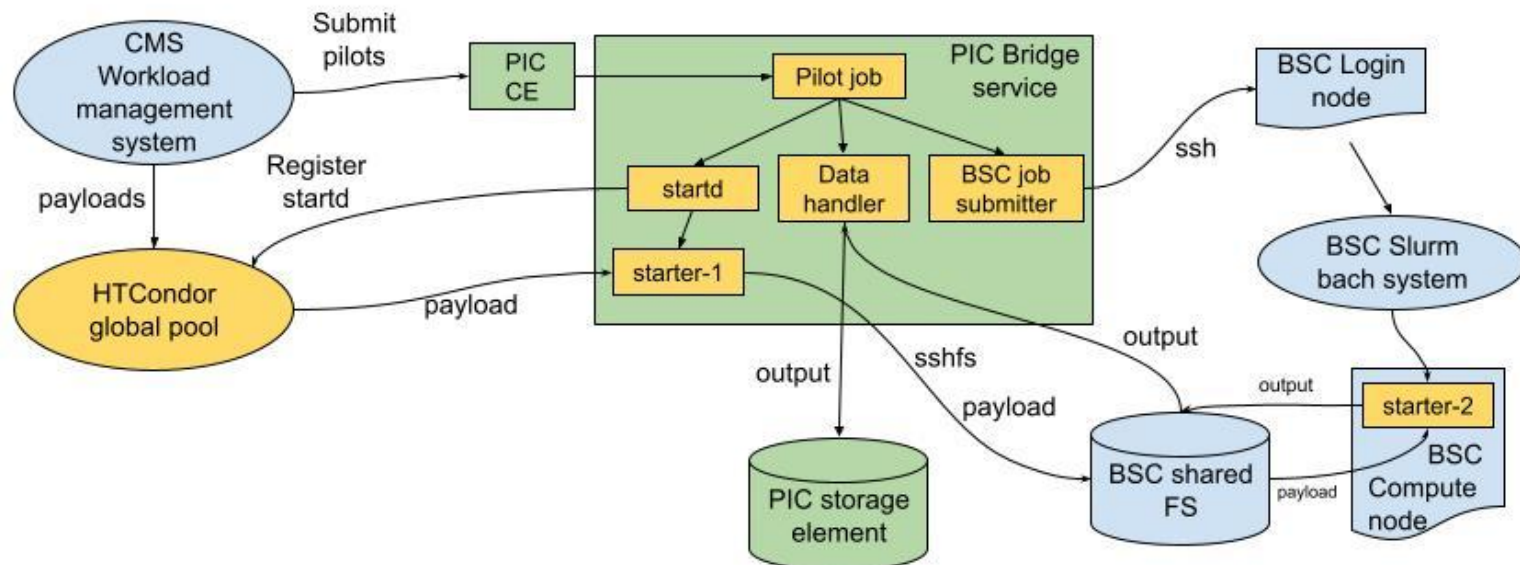 CMS
Workload
management
system
Submit
pilots
PIC
CE
PIC Bridge
service
Pilot job
startd
Data
handler
BSC job
submitter
starter-1
ssh
BSC Login
node
payloads
Register
startd
HTCondor
global pool
payload
BSC Slurm
bach system
output
sshfs
payload
output
output
starter-2
BSC
Compute
node
payload
PIC storage
element
BSC shared
FS